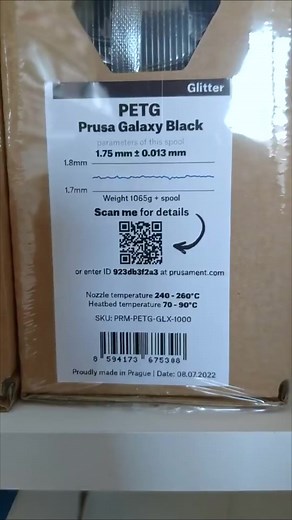 Glitter
PETG
Prusa Galaxy Black
parameters of this spool
1.75 mm ± 0.013 mm
1.8mm
1.7mm
Weight 1065g + spool
Scan me for details
or enter ID 923db3f2a3 at prusament.com
Nozzle temperature 240 - 260°C
Heatbed temperature 70 - 90°C
SKU: PRM-PETG-GLX-1000
8 594173 675308
Proudly made in Prague | Date: 08.07.2022